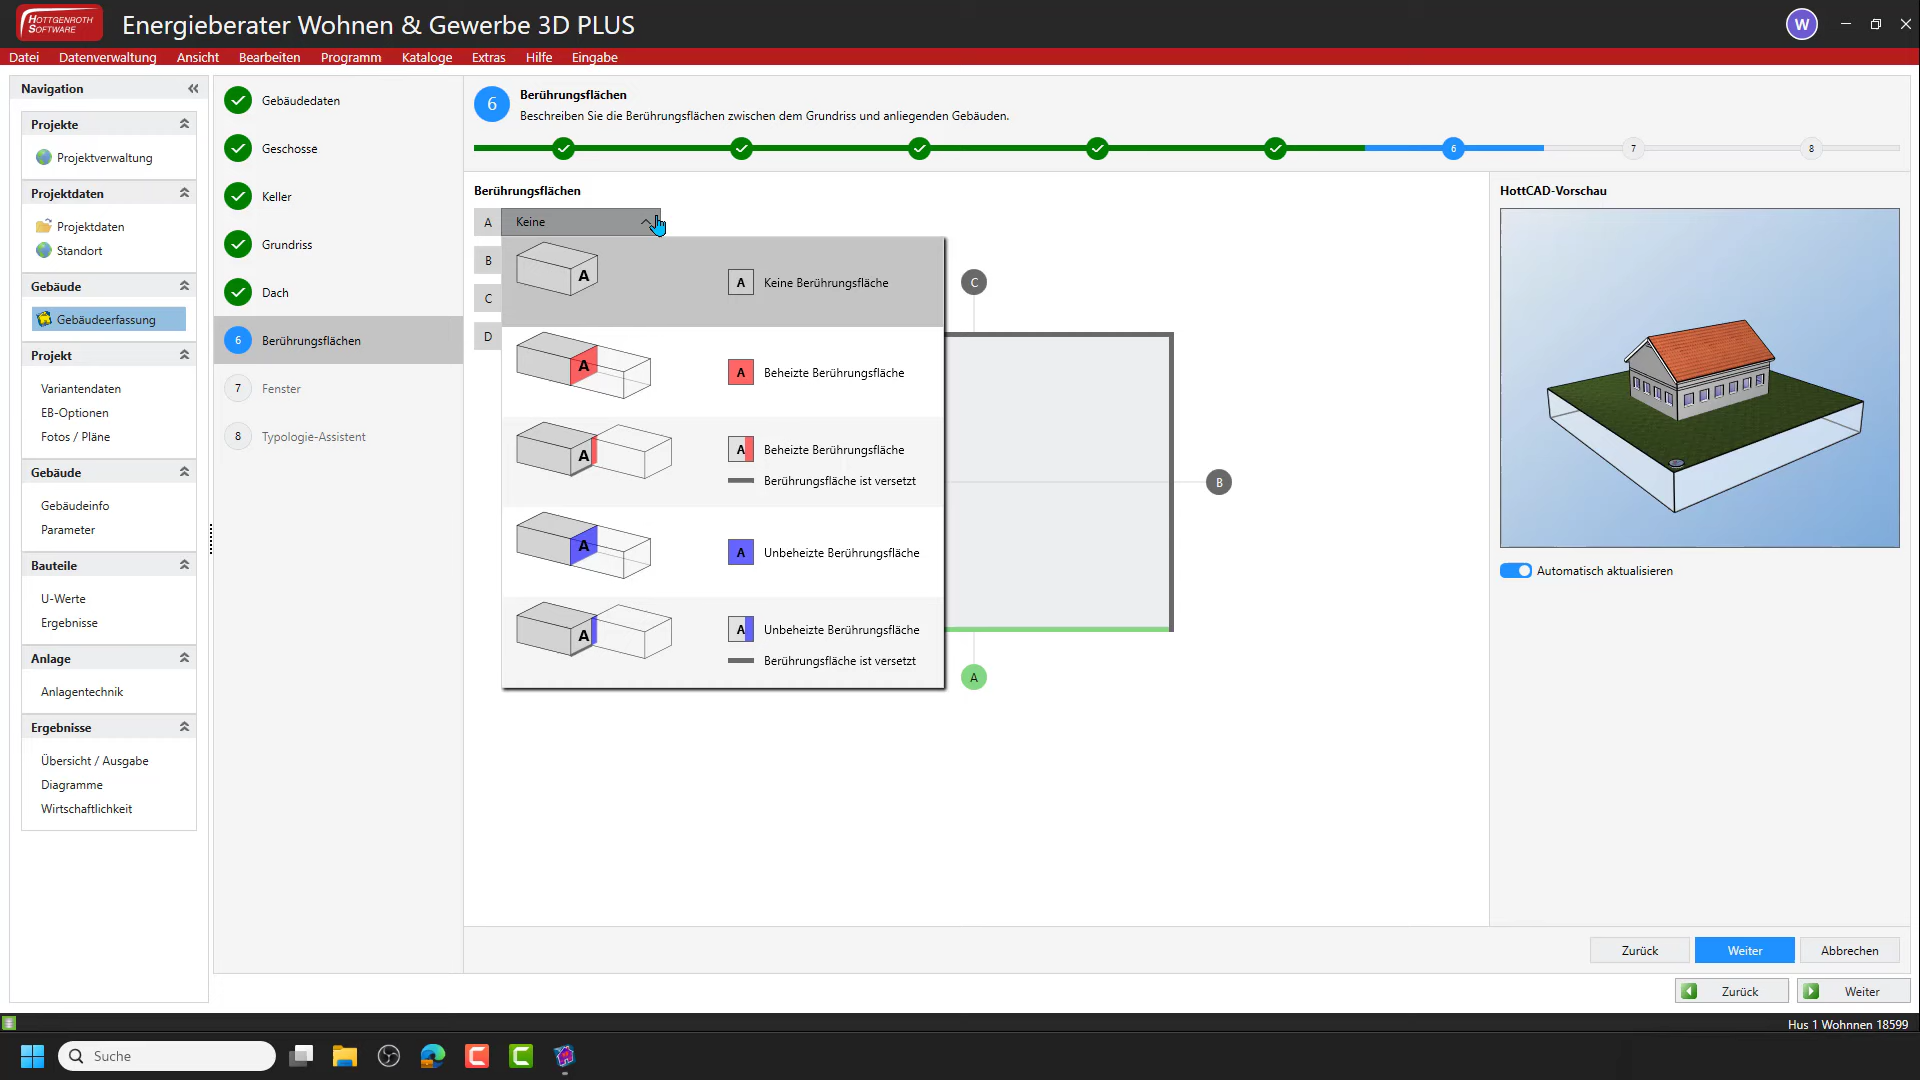 HOTTGENROTH
SOFTWARE
Energieberater Wohnen & Gewerbe 3D PLUS
W
Datei Datenverwaltung Ansicht Bearbeiten Programm Kataloge Extras Hilfe Eingabe
Navigation
Projekte
Projektverwaltung
Projektdaten
Projektdaten
Standort
Gebäude
Gebäudeerfassung
Projekt
Variantendaten
EB-Optionen
Fotos / Pläne
Gebäude
Gebäudeinfo
Parameter
Bauteile
U-Werte
Ergebnisse
Anlage
Anlagentechnik
Ergebnisse
Übersicht / Ausgabe
Diagramme
Wirtschaftlichkeit
Gebäudedaten
Geschosse
Keller
Grundriss
Dach
6 Berührungsflächen
7 Fenster
8 Typologie-Assistent
6
Berührungsflächen
Beschreiben Sie die Berührungsflächen zwischen dem Grundriss und anliegenden Gebäuden.
6 7 8
Berührungsflächen
A Keine
B
C
D
A A Keine Berührungsfläche
A A Beheizte Berührungsfläche
A A Beheizte Berührungsfläche
Berührungsfläche ist versetzt
A A Unbeheizte Berührungsfläche
A A Unbeheizte Berührungsfläche
Berührungsfläche ist versetzt
C
B
A
HottCAD-Vorschau
Automatisch aktualisieren
Zurück Weiter Abbrechen
Zurück Weiter
Hus 1 Wohnnen 18599
Suche